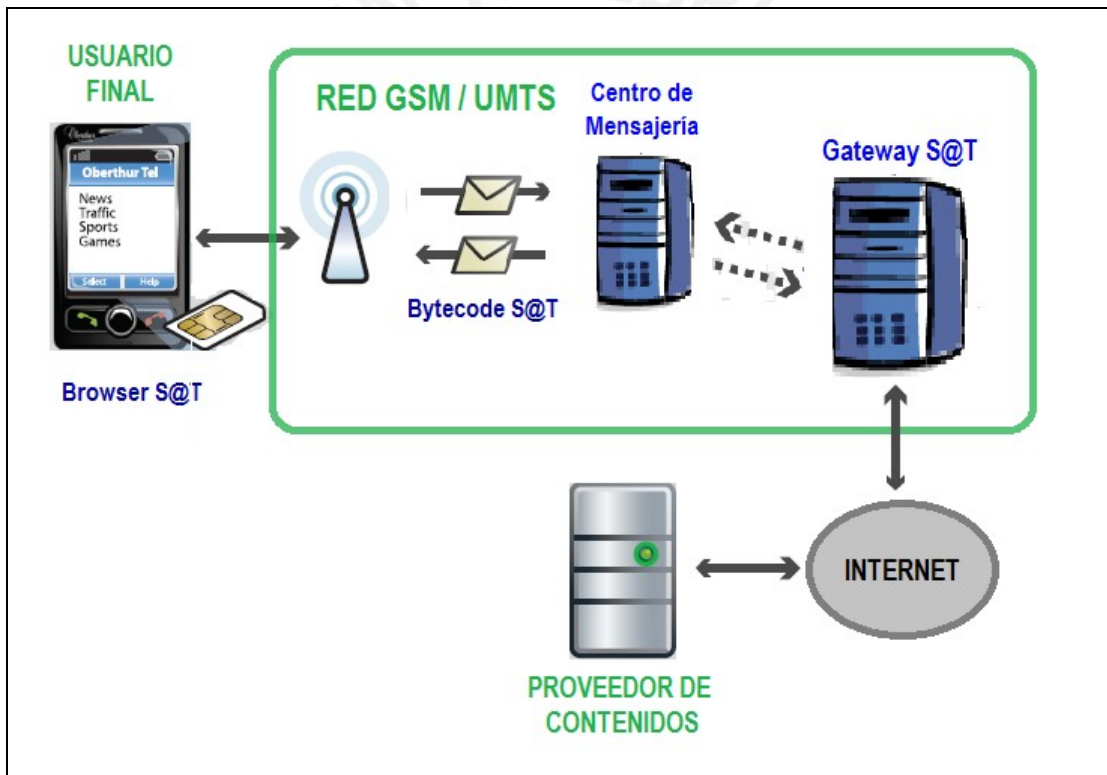 USUARIO
FINAL
RED GSM / UMTS
Centro de
Mensajería
Gateway S@T
Oberthur Tel
News
Traffic
Sports
Games
Select
Help
Bytecode S@T
Browser S@T
INTERNET
PROVEEDOR DE
CONTENIDOS